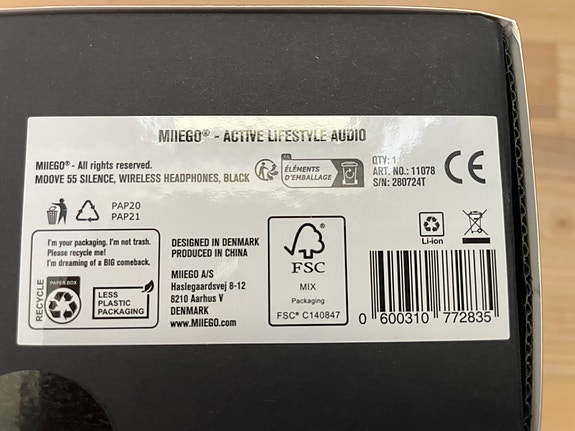 MIIEGO® - ACTIVE LIFESTYLE AUDIO
MIIEGO® - All rights reserved.
MOOVE 55 SILENCE, WIRELESS HEADPHONES, BLACK
ÉLÉMENTS
D'EMBALLAGE
QTY: 1
ART. NO.: 11078
S/N: 280724T
CE
PAP20
PAP21
Li-ion
I'm your packaging. I'm not trash.
Please recycle me!
I'm dreaming of a BIG comeback.
RECYCLE
PAPER BOX
LESS
PLASTIC
PACKAGING
DESIGNED IN DENMARK
PRODUCED IN CHINA
MIIEGO A/S
Haslegaardsvej 8-12
8210 Aarhus V
DENMARK
www.MIIEGO.com
FSC
MIX
Packaging
FSC® C140847
0 600310 772835